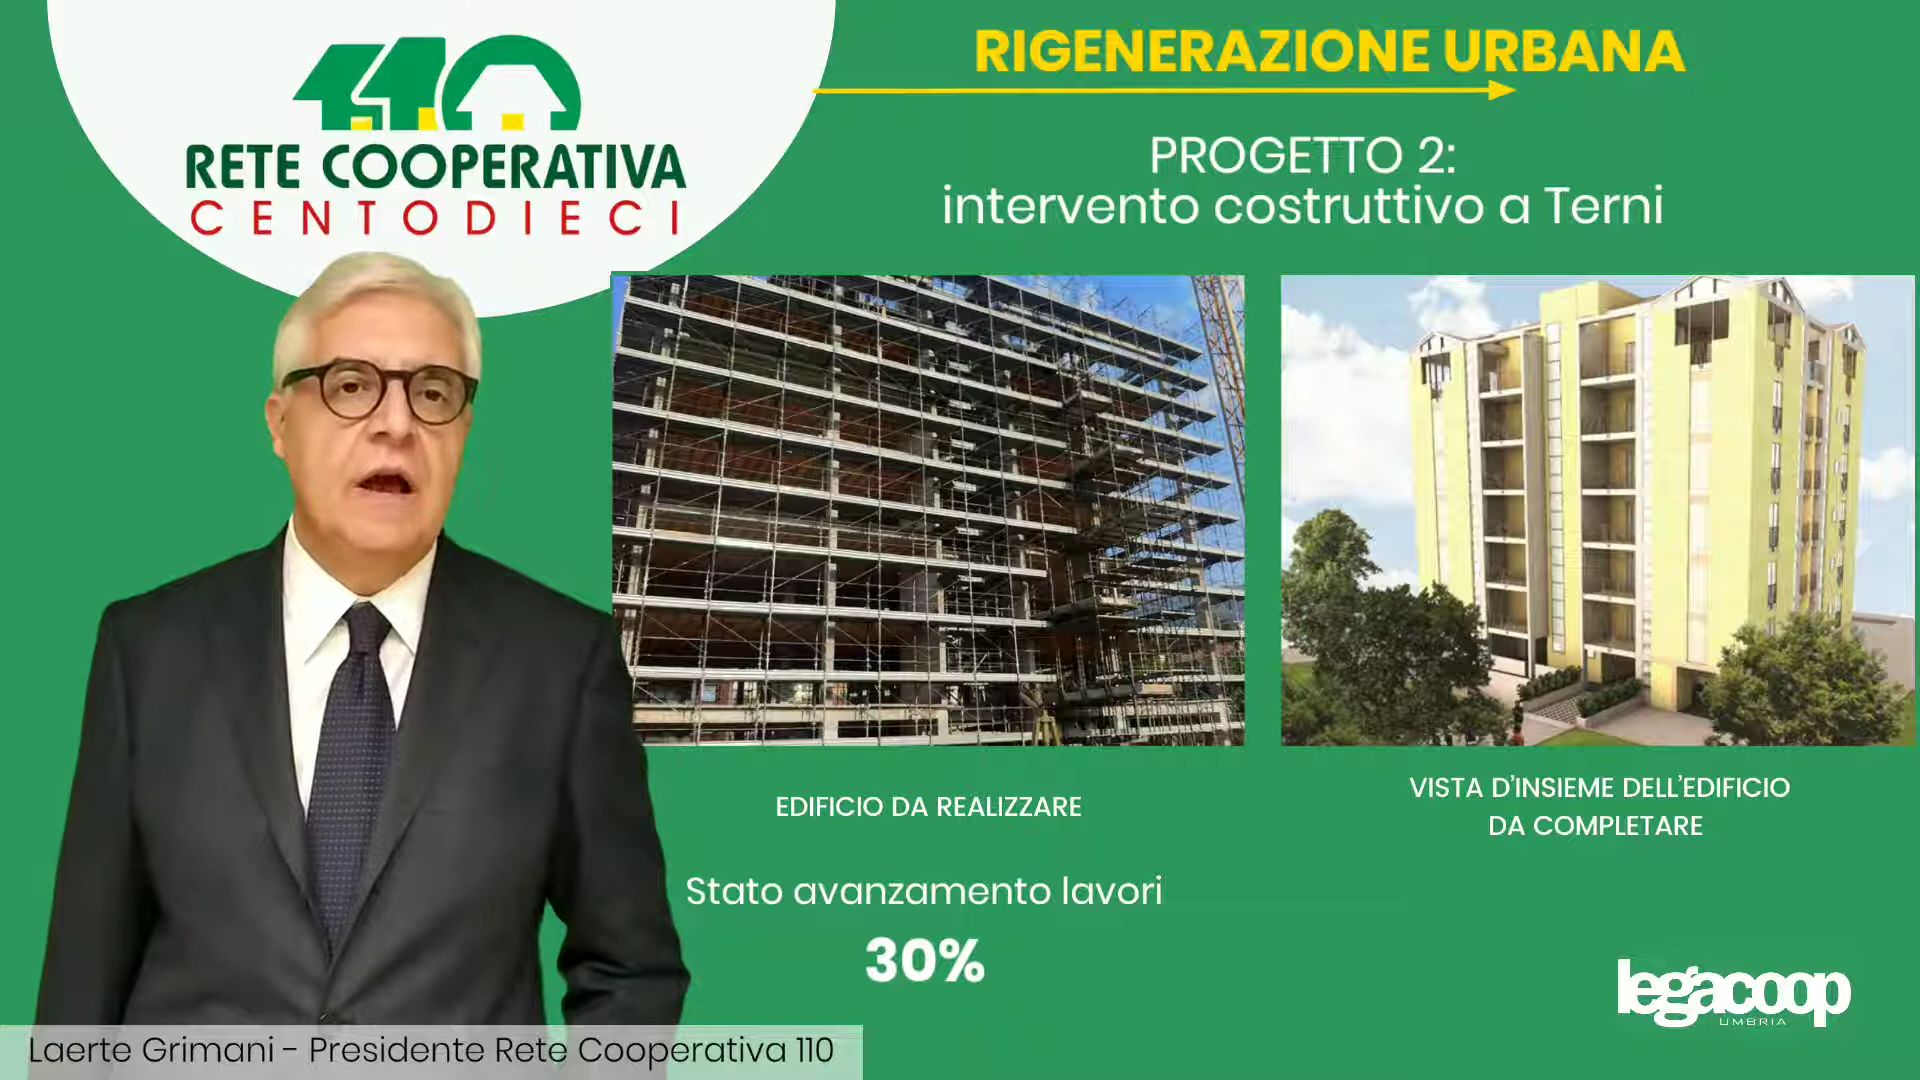 110
RETE COOPERATIVA
CENTODIECI
RIGENERAZIONE URBANA
PROGETTO 2:
intervento costruttivo a Terni
EDIFICIO DA REALIZZARE
VISTA D'INSIEME DELL'EDIFICIO
DA COMPLETARE
Stato avanzamento lavori
30%
legacoop
UMBRIA
Laerte Grimani - Presidente Rete Cooperativa 110